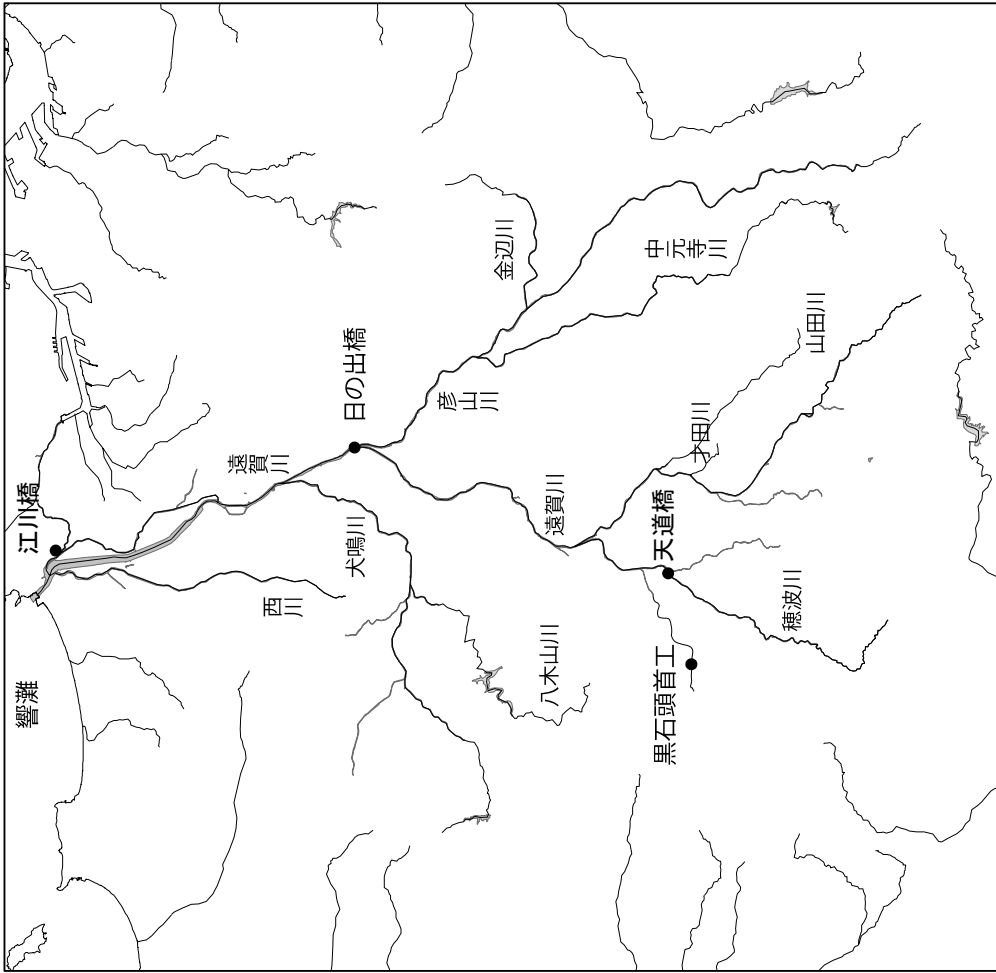 江川橋
響灘
遠賀川
西川
日の出橋
犬鳴川
金辺川
彦山川
中元寺川
遠賀川
山田川
才田川
天道橋
穂波川
八木山川
黒石頭首工